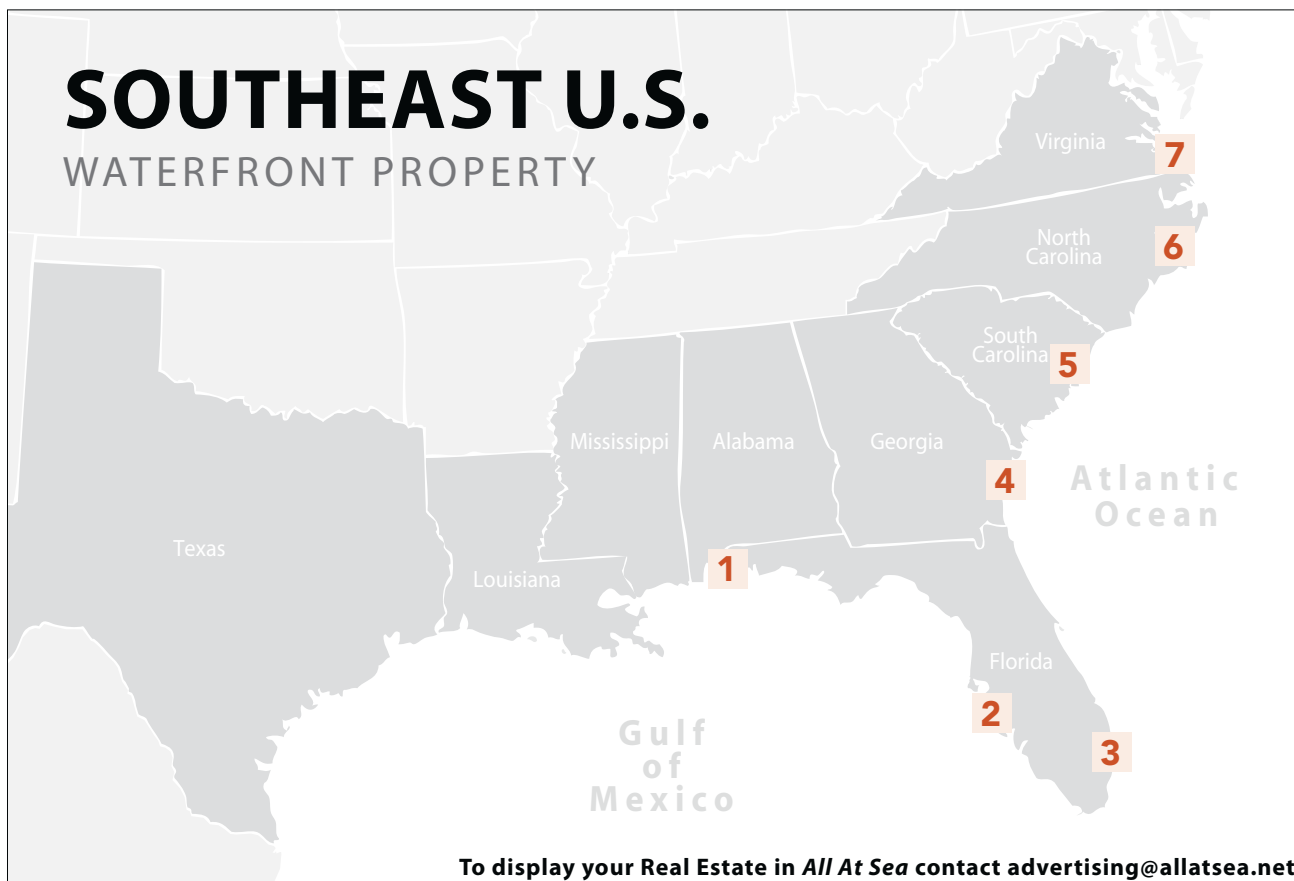 SOUTHEAST U.S.
WATERFRONT PROPERTY
Virginia
7
North
Carolina
6
South
Carolina
5
Mississippi
Alabama
Georgia
4
Atlantic
Ocean
Texas
Louisiana
1
Florida
2
3
Gulf
of
Mexico
To display your Real Estate in All At Sea contact advertising@allatsea.net